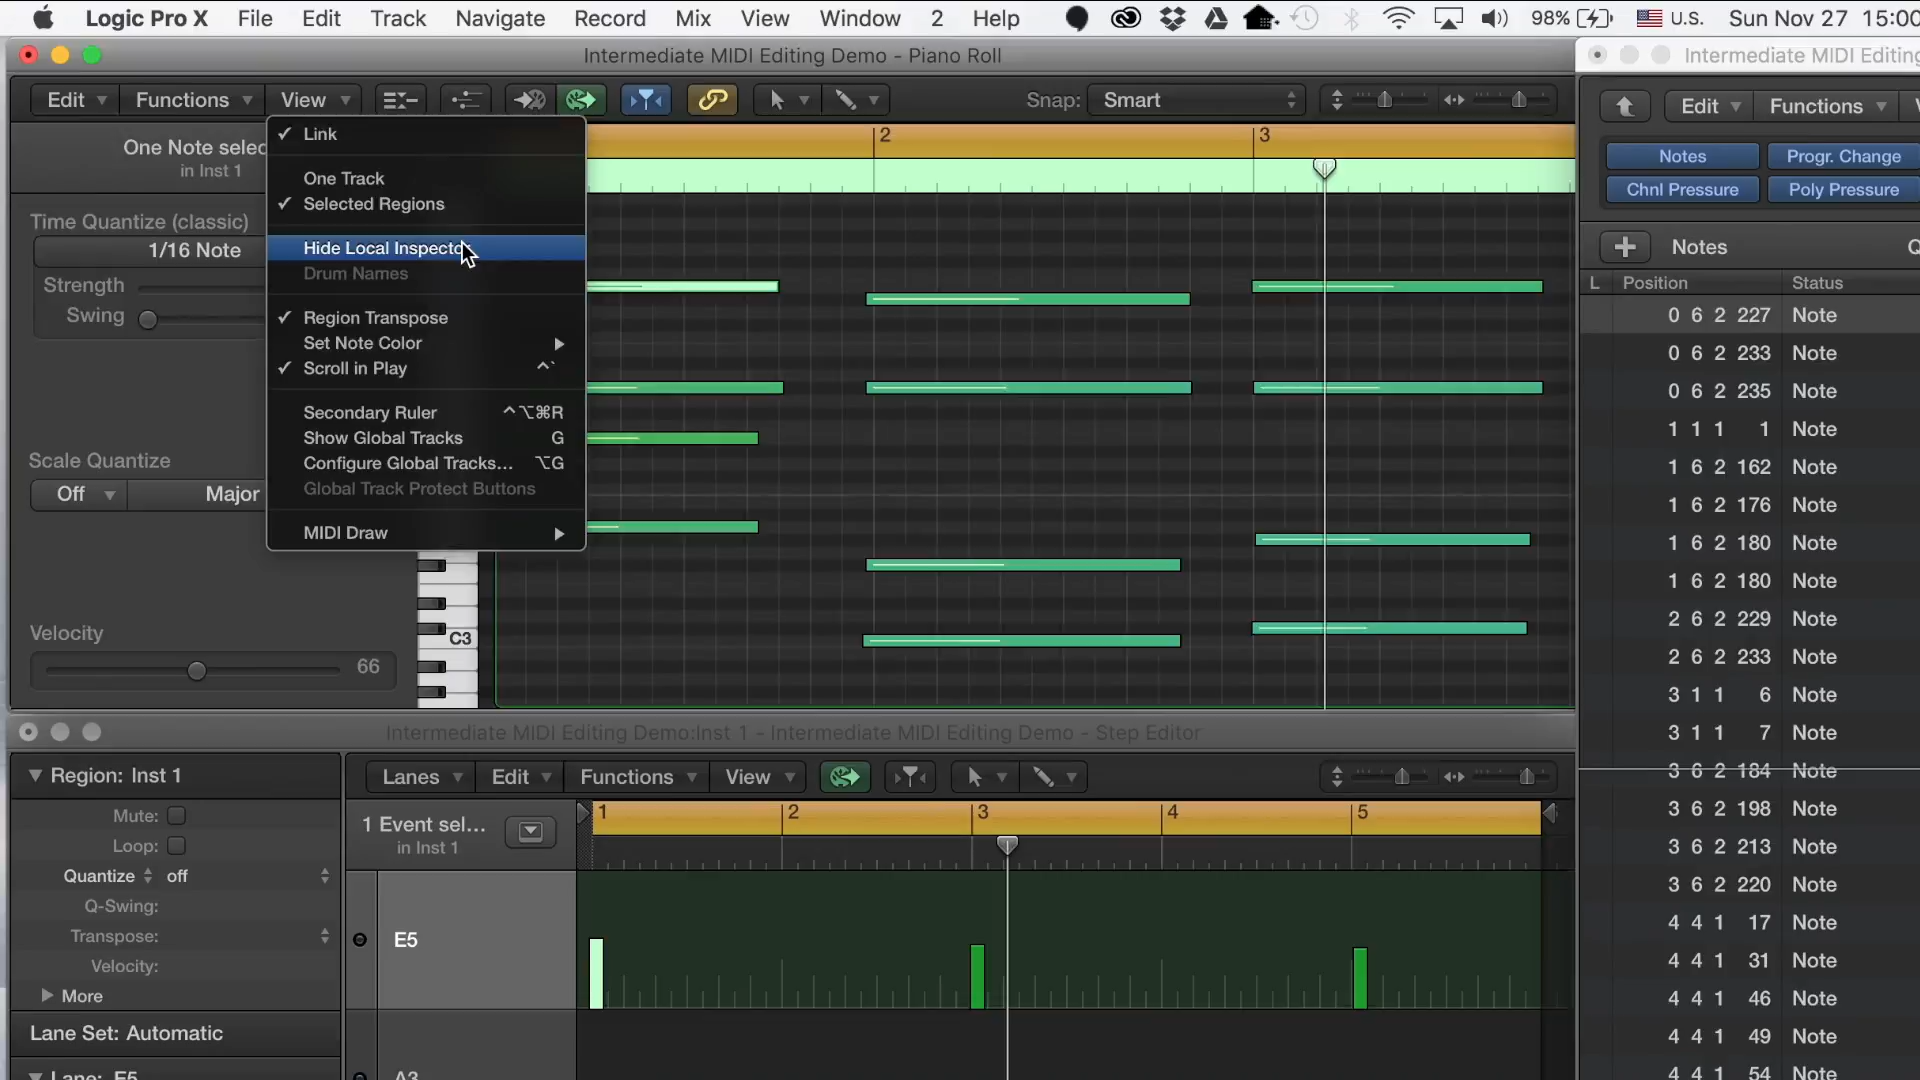 Logic Pro X File Edit Track Navigate Record Mix View Window 2 Help 98% U.S. Sun Nov 27 15:00
Intermediate MIDI Editing Demo - Piano Roll
Intermediate MIDI Editing
Edit Functions View Snap: Smart
Edit Functions
One Note selec
in Inst 1
Time Quantize (classic)
1/16 Note
Strength
Swing
Scale Quantize
Off Major
Velocity
66
C3
✓ Link
One Track
✓ Selected Regions
Hide Local Inspecto
Drum Names
✓ Region Transpose
Set Note Color
✓ Scroll in Play ^`
Secondary Ruler ^⌥⌘R
Show Global Tracks G
Configure Global Tracks... ⌥G
Global Track Protect Buttons
MIDI Draw
2 3
Notes Progr. Change
Chnl Pressure Poly Pressure
Notes Q
L Position Status
0 6 2 227 Note
0 6 2 233 Note
0 6 2 235 Note
1 1 1 1 Note
1 6 2 162 Note
1 6 2 176 Note
1 6 2 180 Note
1 6 2 180 Note
2 6 2 229 Note
2 6 2 233 Note
3 1 1 6 Note
3 1 1 7 Note
3 6 2 184 Note
3 6 2 198 Note
3 6 2 213 Note
3 6 2 220 Note
4 4 1 17 Note
4 4 1 31 Note
4 4 1 46 Note
4 4 1 49 Note
4 4 1 54 Note
Intermediate MIDI Editing Demo:Inst 1 - Intermediate MIDI Editing Demo - Step Editor
Region: Inst 1
Mute:
Loop:
Quantize off
Q-Swing:
Transpose:
Velocity:
More
Lane Set: Automatic
Lane: E5
Lanes Edit Functions View
1 Event sel...
in Inst 1
1 2 3 4 5
E5
A3